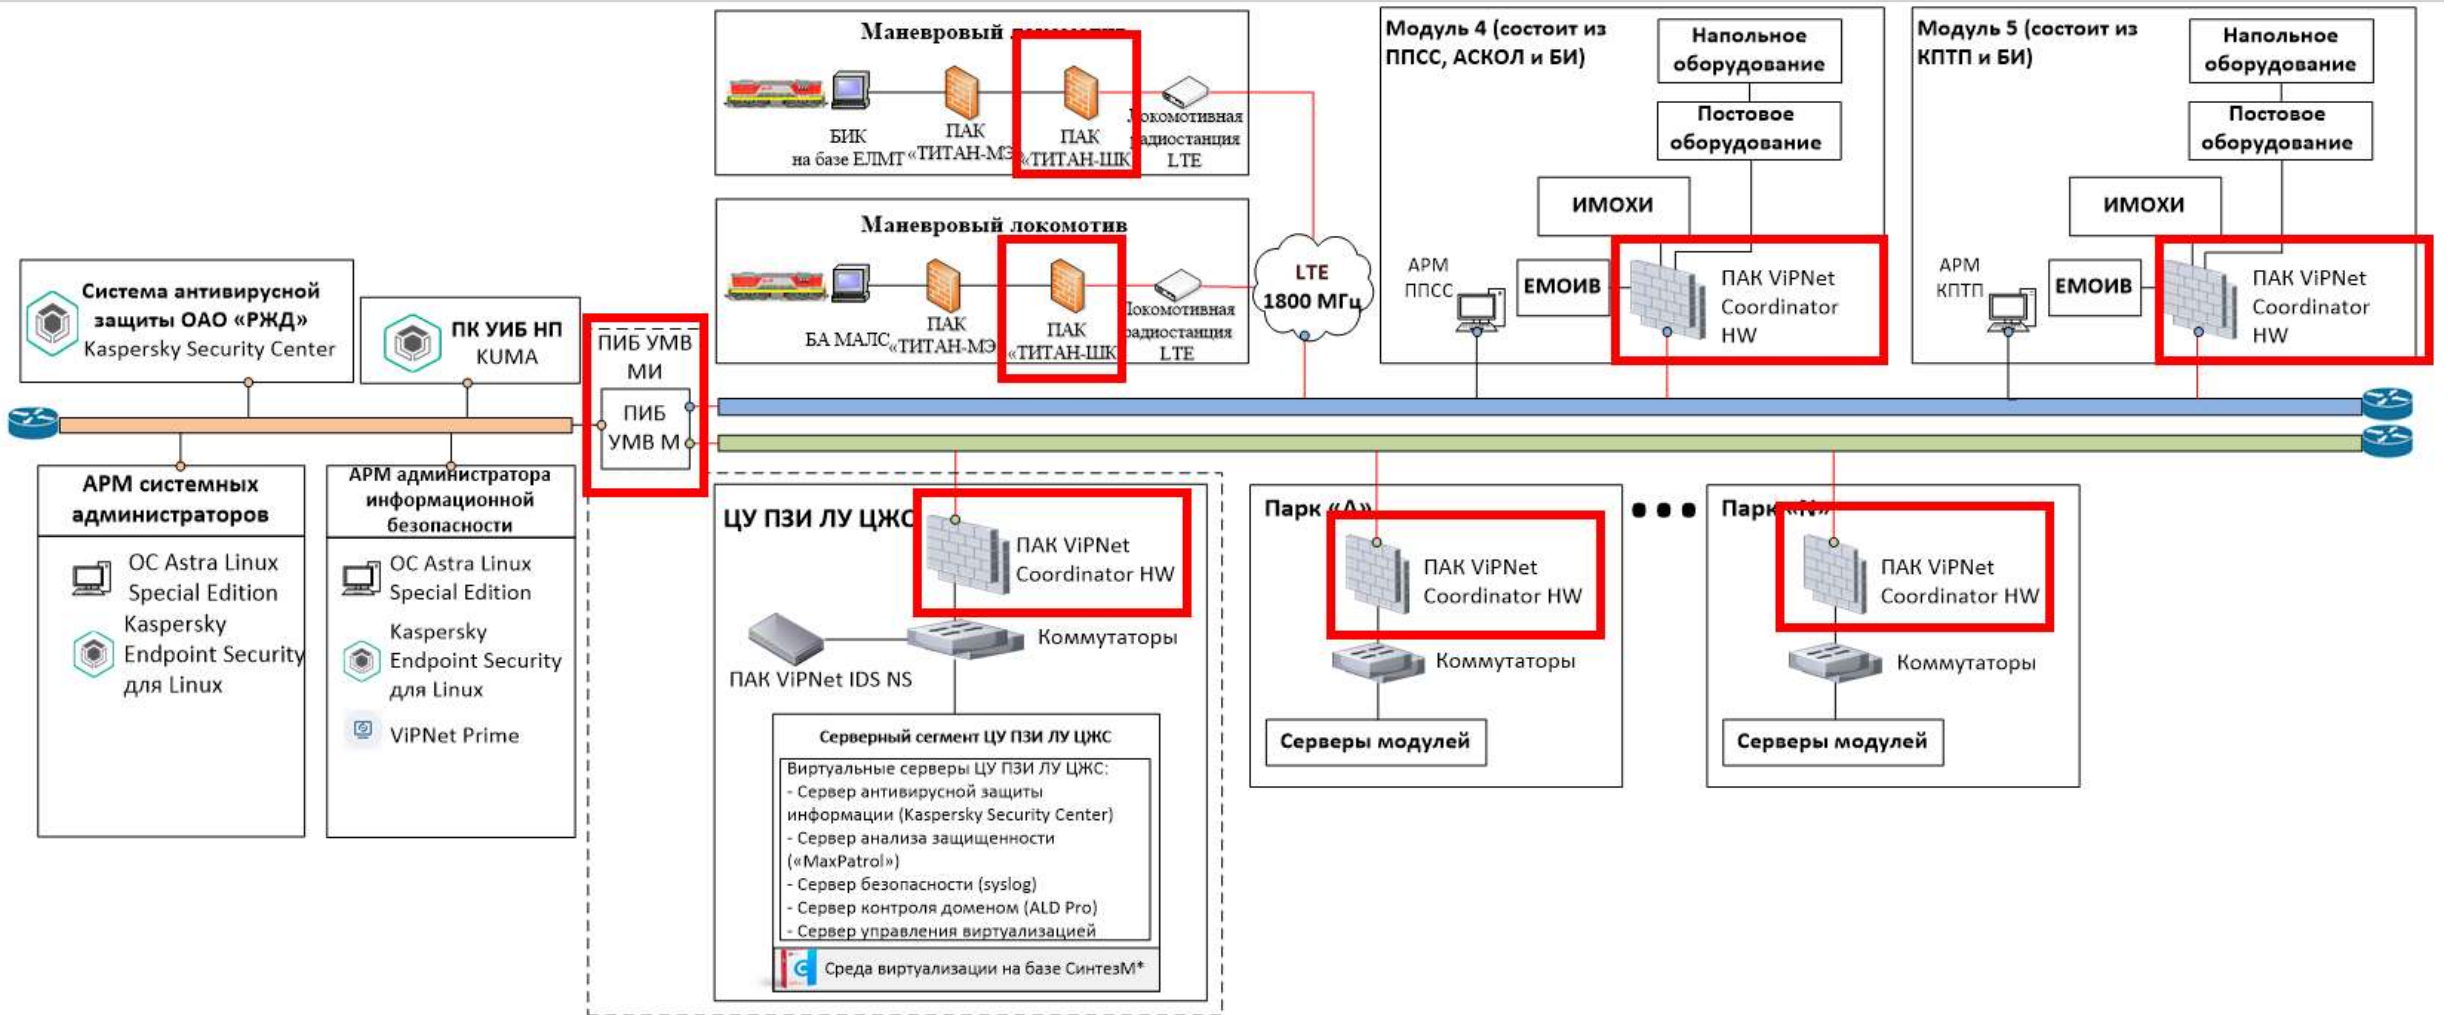 Маневровый
БИК
на базе ЕЛМТ
ПАК
«ТИТАН-МЭ»
ПАК
«ТИТАН-ШК
Локомотивная
радиостанция
LTE
Маневровый локомотив
БА МАЛС
ПАК
«ТИТАН-МЭ
ПАК
«ТИТАН-ШК
Локомотивная
радиостанция
LTE
LTE
1800 МГц
Модуль 4 (состоит из
ППСС, АСКОЛ и БИ)
Напольное
оборудование
Постовое
оборудование
ИМОХИ
АРМ
ППСС
ЕМОИВ
ПАК ViPNet
Coordinator
HW
Модуль 5 (состоит из
КПТП и БИ)
Напольное
оборудование
Постовое
оборудование
ИМОХИ
АРМ
КПТП
ЕМОИВ
ПАК ViPNet
Coordinator
HW
Система антивирусной
защиты ОАО «РЖД»
Kaspersky Security Center
ПК УИБ НП
KUMA
ПИБ УМВ
МИ
ПИБ
УМВ М
АРМ системных
администраторов
ОС Astra Linux
Special Edition
Kaspersky
Endpoint Security
для Linux
АРМ администратора
информационной
безопасности
ОС Astra Linux
Special Edition
Kaspersky
Endpoint Security
для Linux
ViPNet Prime
ЦУ ПЗИ ЛУ ЦЖС
ПАК ViPNet
Coordinator HW
Коммутаторы
ПАК ViPNet IDS NS
Серверный сегмент ЦУ ПЗИ ЛУ ЦЖС
Виртуальные серверы ЦУ ПЗИ ЛУ ЦЖС:
- Сервер антивирусной защиты
информации (Kaspersky Security Center)
- Сервер анализа защищенности
(«MaxPatrol»)
- Сервер безопасности (syslog)
- Сервер контроля доменом (ALD Pro)
- Сервер управления виртуализацией
Среда виртуализации на базе СинтезМ*
Парк «А»
ПАК ViPNet
Coordinator HW
Коммутаторы
Серверы модулей
Парк «N»
ПАК ViPNet
Coordinator HW
Коммутаторы
Серверы модулей